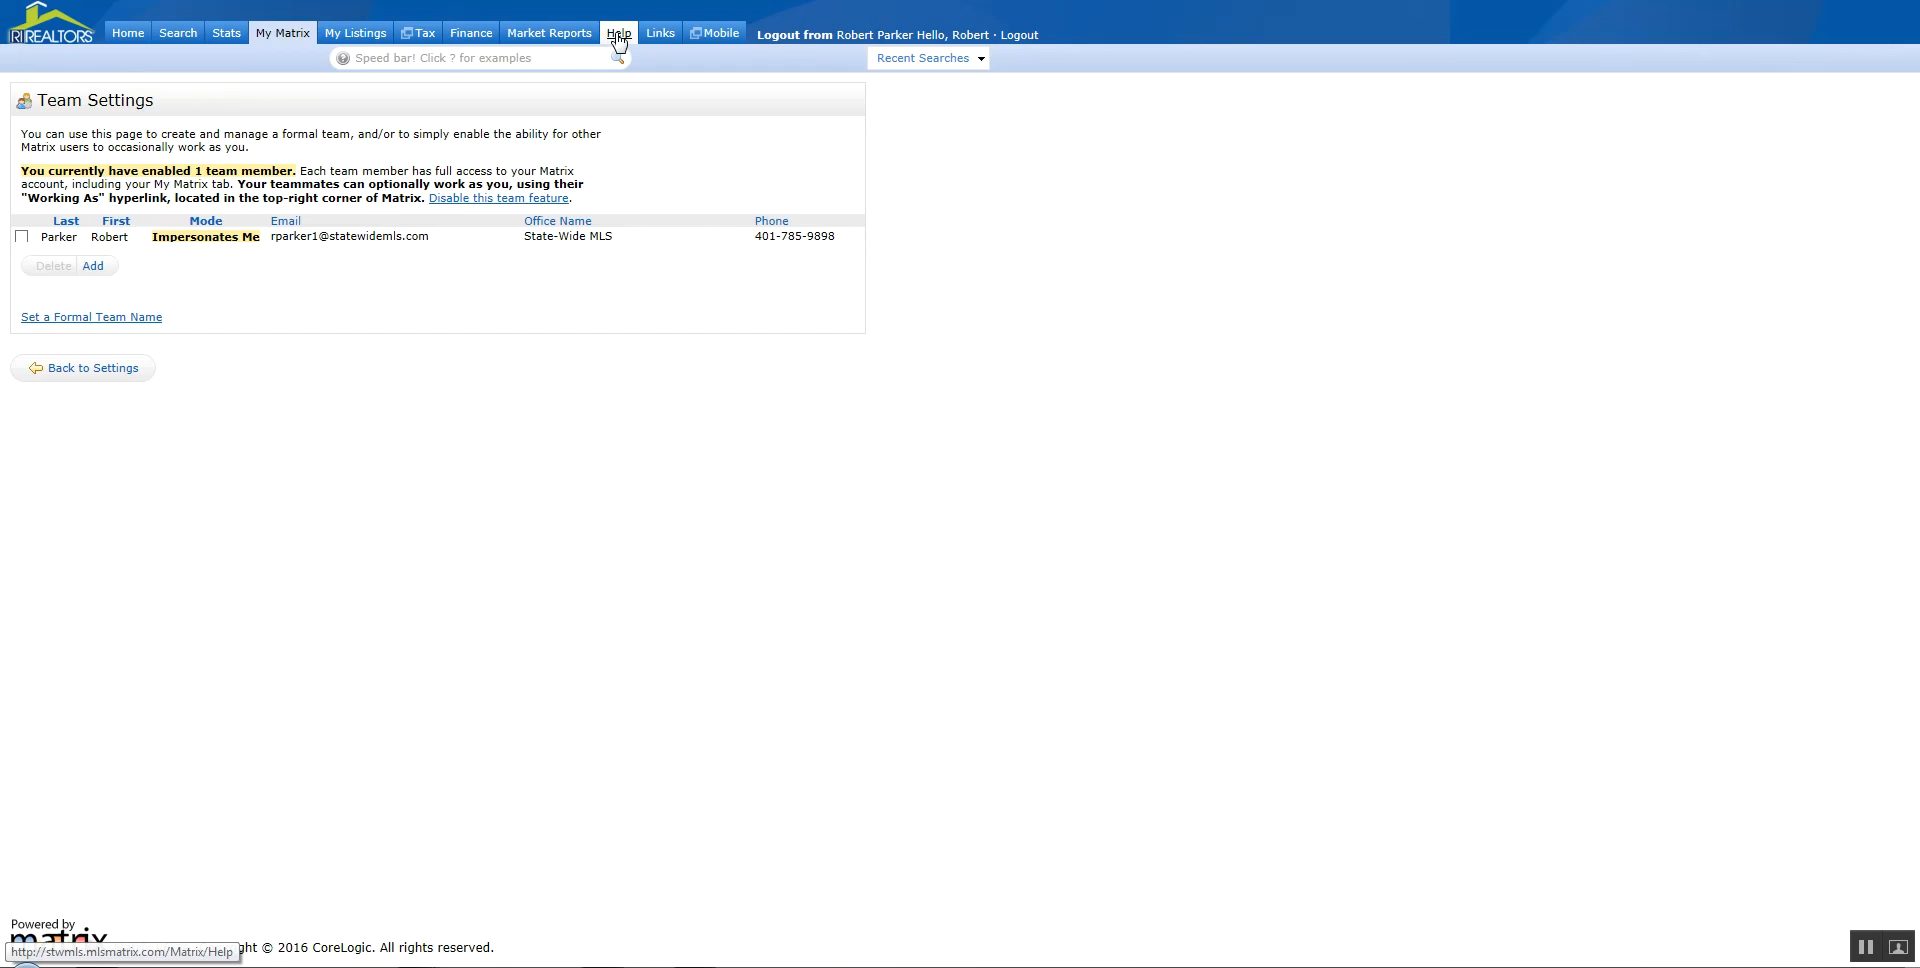 RIREALTORS
Home Search Stats My Matrix My Listings Tax Finance Market Reports Help Links Mobile Logout from Robert Parker Hello, Robert · Logout
Speed bar! Click ? for examples
Recent Searches
Team Settings
You can use this page to create and manage a formal team, and/or to simply enable the ability for other
Matrix users to occasionally work as you.
You currently have enabled 1 team member. Each team member has full access to your Matrix
account, including your My Matrix tab. Your teammates can optionally work as you, using their
"Working As" hyperlink, located in the top-right corner of Matrix. Disable this team feature.
Last First Mode Email Office Name Phone
Parker Robert Impersonates Me rparker1@statewidemls.com State-Wide MLS 401-785-9898
Delete Add
Set a Formal Team Name
Back to Settings
Powered by
matrix
ght © 2016 CoreLogic. All rights reserved.
http://stwmls.mlsmatrix.com/Matrix/Help